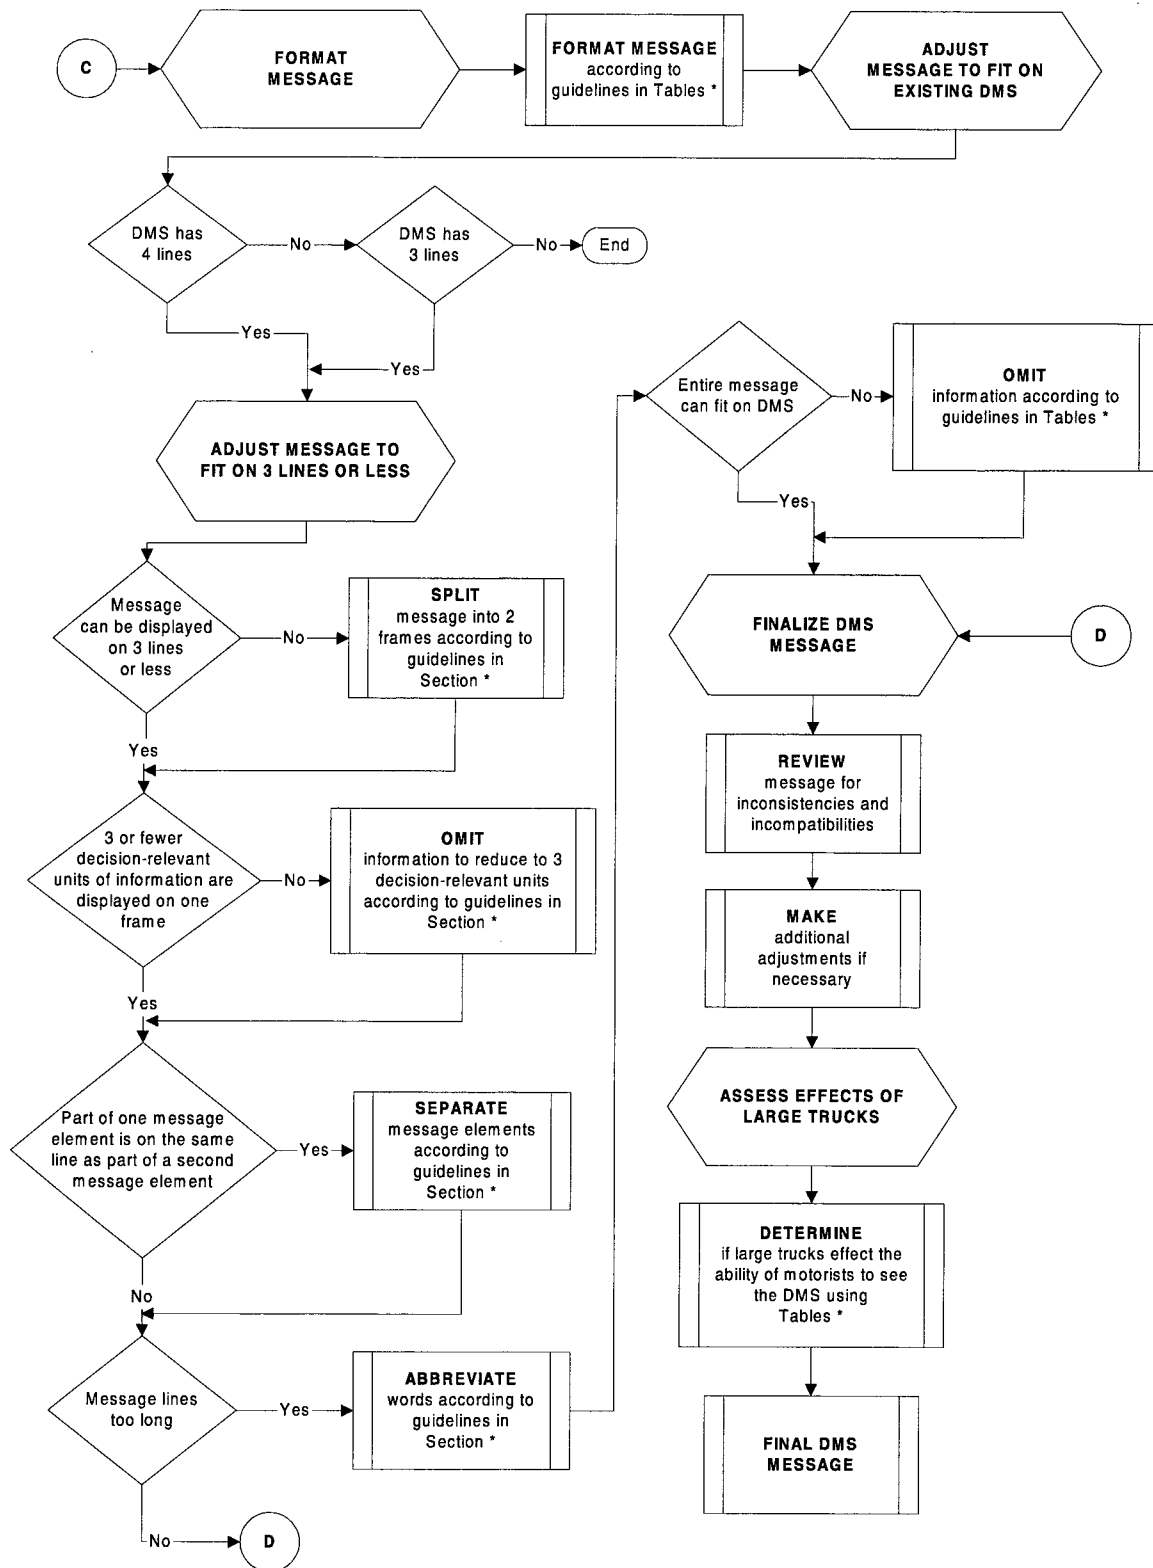 C
FORMAT
MESSAGE
FORMAT MESSAGE
according to
guidelines in Tables *
ADJUST
MESSAGE TO FIT ON
EXISTING DMS
DMS has
4 lines
No
DMS has
3 lines
No
End
Yes
Yes
ADJUST MESSAGE TO
FIT ON 3 LINES OR LESS
Message
can be displayed
on 3 lines
or less
No
SPLIT
message into 2
frames according to
guidelines in
Section *
Yes
3 or fewer
decision-relevant
units of information are
displayed on one
frame
No
OMIT
information to reduce to 3
decision-relevant units
according to guidelines in
Section *
Yes
Part of one message
element is on the same
line as part of a second
message element
Yes
SEPARATE
message elements
according to
guidelines in
Section *
No
Message lines
too long
Yes
ABBREVIATE
words according to
guidelines in
Section *
No
D
Entire message
can fit on DMS
No
OMIT
information according to
guidelines in Tables *
Yes
FINALIZE DMS
MESSAGE
D
REVIEW
message for
inconsistencies and
incompatibilities
MAKE
additional
adjustments if
necessary
ASSESS EFFECTS OF
LARGE TRUCKS
DETERMINE
if large trucks effect the
ability of motorists to see
the DMS using
Tables *
FINAL DMS
MESSAGE